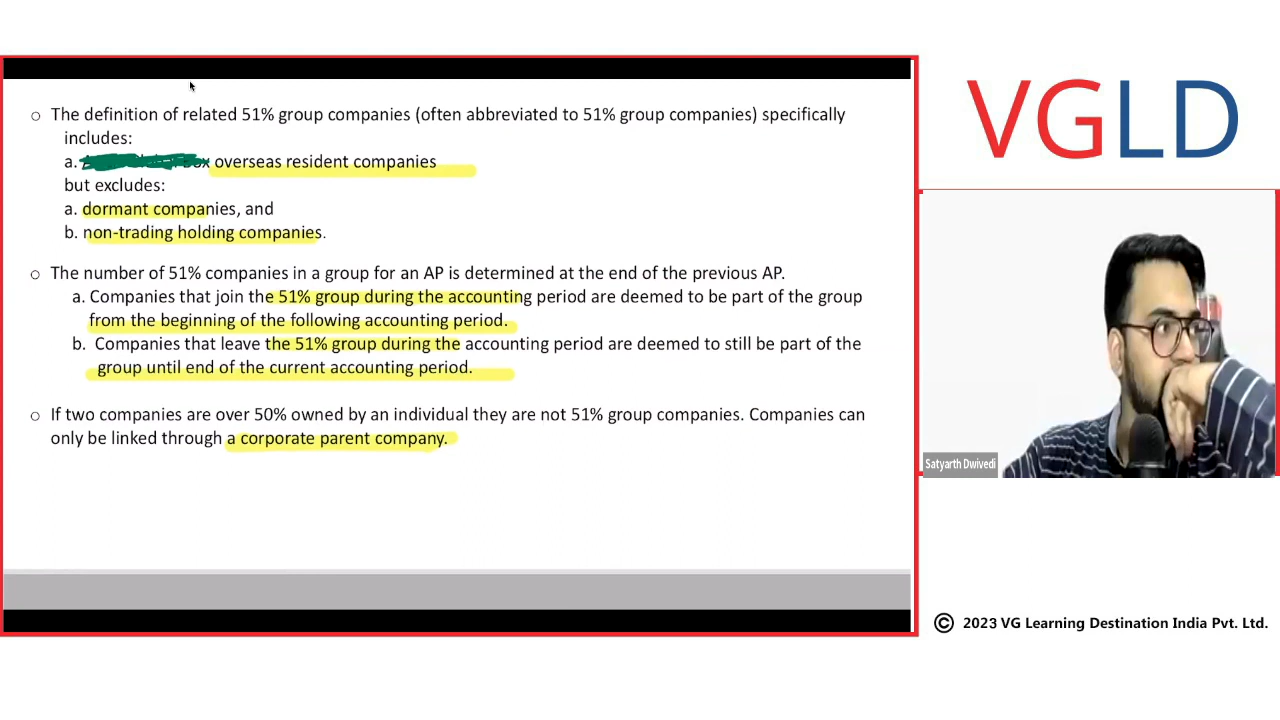 The definition of related 51% group companies (often abbreviated to 51% group companies) specifically
includes:
a. overseas resident companies
but excludes:
a. dormant companies, and
b. non-trading holding companies.
The number of 51% companies in a group for an AP is determined at the end of the previous AP.
a. Companies that join the 51% group during the accounting period are deemed to be part of the group
from the beginning of the following accounting period.
b. Companies that leave the 51% group during the accounting period are deemed to still be part of the
group until end of the current accounting period.
If two companies are over 50% owned by an individual they are not 51% group companies. Companies can
only be linked through a corporate parent company.
VGLD
Satyarth Dwivedi
© 2023 VG Learning Destination India Pvt. Ltd.